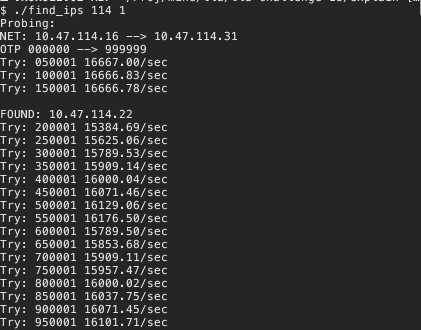 $ ./find_ips 114 1
Probing:
NET: 10.47.114.16 --> 10.47.114.31
OTP 000000 --> 999999
Try: 050001 16667.00/sec
Try: 100001 16666.83/sec
Try: 150001 16666.78/sec
FOUND: 10.47.114.22
Try: 200001 15384.69/sec
Try: 250001 15625.06/sec
Try: 300001 15789.53/sec
Try: 350001 15909.14/sec
Try: 400001 16000.04/sec
Try: 450001 16071.46/sec
Try: 500001 16129.06/sec
Try: 550001 16176.50/sec
Try: 600001 15789.50/sec
Try: 650001 15853.68/sec
Try: 700001 15909.11/sec
Try: 750001 15957.47/sec
Try: 800001 16000.02/sec
Try: 850001 16037.75/sec
Try: 900001 16071.45/sec
Try: 950001 16101.71/sec